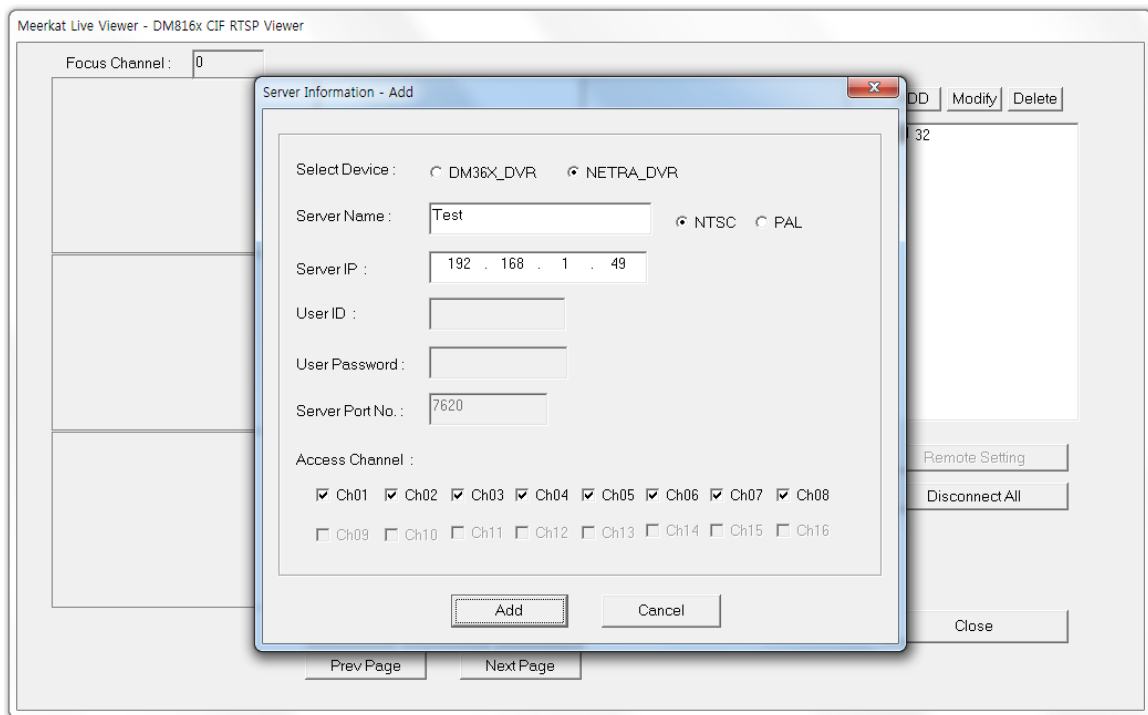 Meerkat Live Viewer - DM816x CIF RTSP Viewer
Focus Channel : 0
Server Information - Add
DD Modify Delete
32
Select Device : DM36X_DVR NETRA_DVR
Server Name : Test NTSC PAL
Server IP : 192 . 168 . 1 . 49
User ID :
User Password :
Server Port No. : 7620
Access Channel :
Remote Setting
Ch01 Ch02 Ch03 Ch04 Ch05 Ch06 Ch07 Ch08
Disconnect All
Ch09 Ch10 Ch11 Ch12 Ch13 Ch14 Ch15 Ch16
Add Cancel
Close
Prev Page Next Page